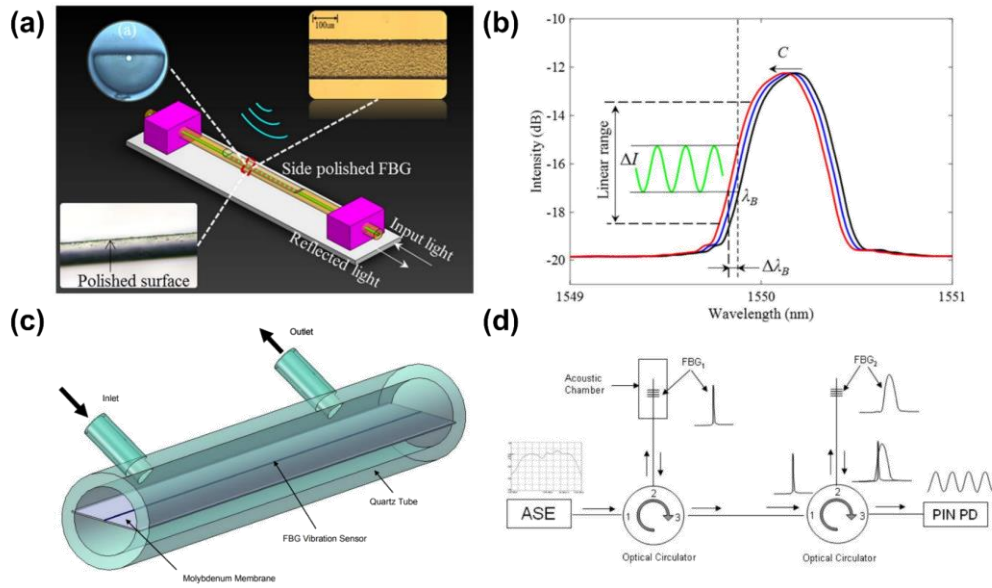 (a)
(a)
100um
Side polished FBG
Input light
Reflected light
Polished surface
(b)
Intensity (dB)
-10
-12
-14
-16
-18
-20
C
Linear range
ΔI
λB
ΔλB
1549
1550
1551
Wavelength (nm)
(c)
Outlet
Inlet
Quartz Tube
FBG Vibration Sensor
Molybdenum Membrane
(d)
FBG1
FBG2
Acoustic
Chamber
ASE
1
2
3
Optical Circulator
1
2
3
Optical Circulator
PIN PD